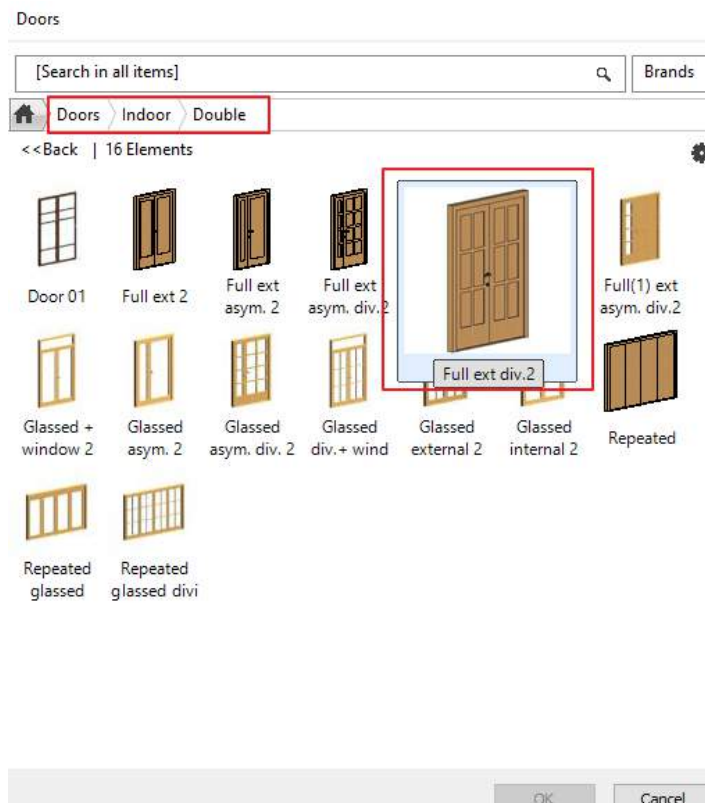 Doors
[Search in all items]
Brands
Doors
Indoor
Double
<<Back | 16 Elements
Door 01
Full ext 2
Full ext
asym. 2
Full ext
asym. div.2
Full ext div.2
Full(1) ext
asym. div.2
Glassed +
window 2
Glassed
asym. 2
Glassed
asym. div. 2
Glassed
div.+ wind
Glassed
external 2
Glassed
internal 2
Repeated
Repeated
glassed
Repeated
glassed divi
OK
Cancel